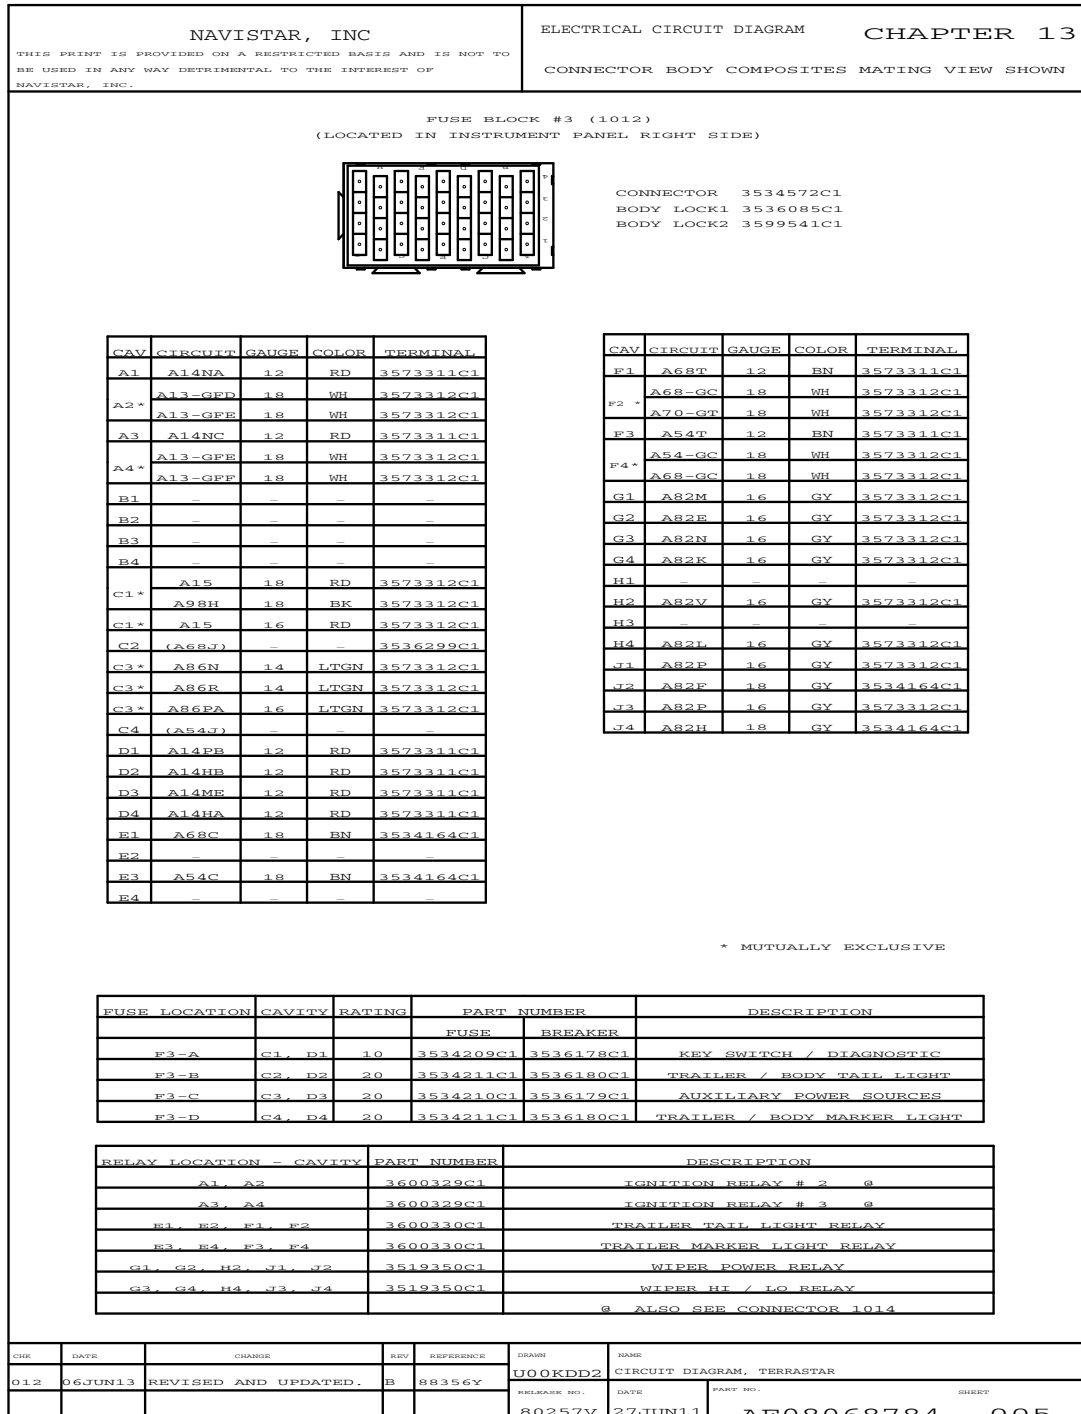 NAVISTAR, INC
THIS PRINT IS PROVIDED ON A RESTRICTED BASIS AND IS NOT TO
BE USED IN ANY WAY DETRIMENTAL TO THE INTEREST OF
NAVISTAR, INC.
ELECTRICAL CIRCUIT DIAGRAM CHAPTER 13
CONNECTOR BODY COMPOSITES MATING VIEW SHOWN
FUSE BLOCK #3 (1012)
(LOCATED IN INSTRUMENT PANEL RIGHT SIDE)
CONNECTOR 3534572C1
BODY LOCK1 3536085C1
BODY LOCK2 3599541C1
CAV CIRCUIT GAUGE COLOR TERMINAL
A1 A14NA 12 RD 3573311C1
A2* A13-GFD 18 WH 3573312C1
A13-GFE 18 WH 3573312C1
A3 A14NC 12 RD 3573311C1
A4* A13-GFE 18 WH 3573312C1
A13-GFF 18 WH 3573312C1
B1 - - - -
B2 - - - -
B3 - - - -
B4 - - - -
C1* A15 18 RD 3573312C1
A98H 18 BK 3573312C1
C1* A15 16 RD 3573312C1
C2 (A68J) - - 3536299C1
C3* A86N 14 LTGN 3573312C1
C3* A86R 14 LTGN 3573312C1
C3* A86PA 16 LTGN 3573312C1
C4 (A54J) - - -
D1 A14PB 12 RD 3573311C1
D2 A14HB 12 RD 3573311C1
D3 A14ME 12 RD 3573311C1
D4 A14HA 12 RD 3573311C1
E1 A68C 18 BN 3534164C1
E2 - - - -
E3 A54C 18 BN 3534164C1
E4 - - - -
CAV CIRCUIT GAUGE COLOR TERMINAL
F1 A68T 12 BN 3573311C1
F2 * A68-GC 18 WH 3573312C1
A70-GT 18 WH 3573312C1
F3 A54T 12 BN 3573311C1
F4* A54-GC 18 WH 3573312C1
A68-GC 18 WH 3573312C1
G1 A82M 16 GY 3573312C1
G2 A82E 16 GY 3573312C1
G3 A82N 16 GY 3573312C1
G4 A82K 16 GY 3573312C1
H1 - - - -
H2 A82V 16 GY 3573312C1
H3 - - - -
H4 A82L 16 GY 3573312C1
J1 A82P 16 GY 3573312C1
J2 A82F 18 GY 3534164C1
J3 A82P 16 GY 3573312C1
J4 A82H 18 GY 3534164C1
* MUTUALLY EXCLUSIVE
FUSE LOCATION CAVITY RATING PART NUMBER DESCRIPTION
FUSE BREAKER
F3-A C1, D1 10 3534209C1 3536178C1 KEY SWITCH / DIAGNOSTIC
F3-B C2, D2 20 3534211C1 3536180C1 TRAILER / BODY TAIL LIGHT
F3-C C3, D3 20 3534210C1 3536179C1 AUXILIARY POWER SOURCES
F3-D C4, D4 20 3534211C1 3536180C1 TRAILER / BODY MARKER LIGHT
RELAY LOCATION - CAVITY PART NUMBER DESCRIPTION
A1, A2 3600329C1 IGNITION RELAY # 2 @
A3, A4 3600329C1 IGNITION RELAY # 3 @
E1, E2, F1, F2 3600330C1 TRAILER TAIL LIGHT RELAY
E3, E4, F3, F4 3600330C1 TRAILER MARKER LIGHT RELAY
G1, G2, H2, J1, J2 3519350C1 WIPER POWER RELAY
G3, G4, H4, J3, J4 3519350C1 WIPER HI / LO RELAY
@ ALSO SEE CONNECTOR 1014
CHK DATE CHANGE REV REFERENCE DRAWN NAME
012 06JUN13 REVISED AND UPDATED. B 88356Y U00KDD2 CIRCUIT DIAGRAM, TERRASTAR
RELEASE NO. DATE PART NO. SHEET
80257V 27JUN11 AE08068784 005